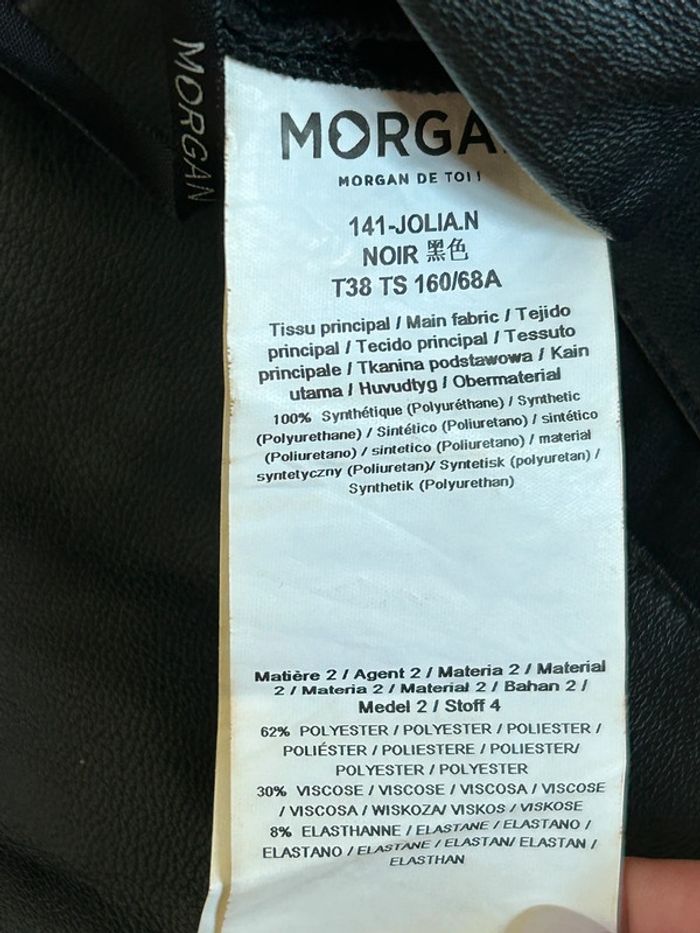 MORGAN
MORGA
MORGAN DE TOI !
141-JOLIA.N
NOIR 黑色
T38 TS 160/68A
Tissu principal / Main fabric / Tejido
principal / Tecido principal / Tessuto
principale / Tkanina podstawowa / Kain
utama / Huvudtyg / Obermaterial
100% Synthétique (Polyuréthane) / Synthetic
(Polyurethane) / Sintético (Poliuretano) / sintético
(Poliuretano) / sintetico (Poliuretano) / material
syntetyczny (Poliuretan)/ Syntetisk (polyuretan) /
Synthetik (Polyurethan)
Matière 2 / Agent 2 / Materia 2 / Material
2 / Materia 2 / Material 2 / Bahan 2 /
Medel 2 / Stoff 4
62% POLYESTER / POLYESTER / POLIESTER /
POLIÉSTER / POLIESTERE / POLIESTER/
POLYESTER / POLYESTER
30% VISCOSE / VISCOSE / VISCOSA / VISCOSE
/ VISCOSA / WISKOZA/ VISKOS / VISKOSE
8% ELASTHANNE / ELASTANE / ELASTANO /
ELASTANO / ELASTANE / ELASTAN/ ELASTAN /
ELASTHAN